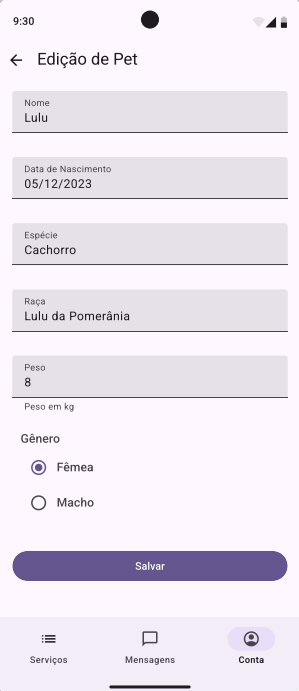 9:30
Edição de Pet
Nome
Lulu
Data de Nascimento
05/12/2023
Espécie
Cachorro
Raça
Lulu da Pomerânia
Peso
8
Peso em kg
Gênero
Fêmea
Macho
Salvar
Serviços Mensagens Conta